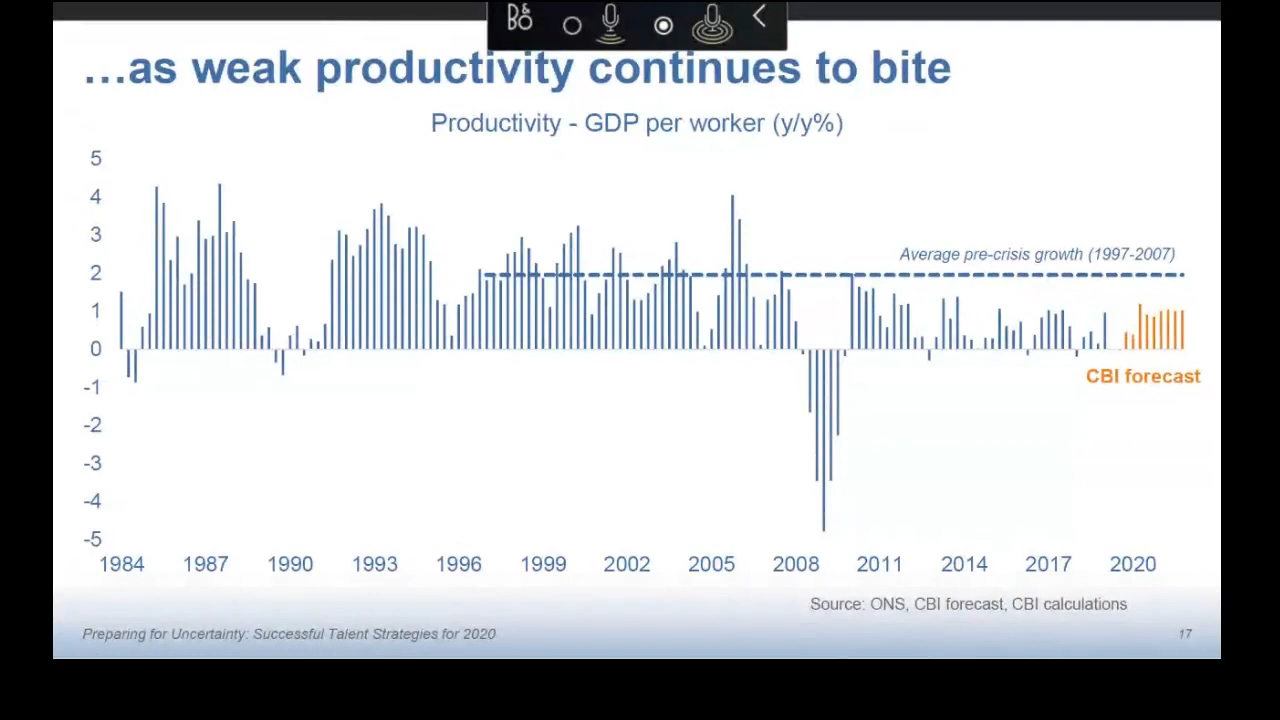 B&O
…as weak productivity continues to bite
Productivity - GDP per worker (y/y%)
5
4
3
2
1
0
-1
-2
-3
-4
-5
Average pre-crisis growth (1997-2007)
CBI forecast
1984 1987 1990 1993 1996 1999 2002 2005 2008 2011 2014 2017 2020
Source: ONS, CBI forecast, CBI calculations
Preparing for Uncertainty: Successful Talent Strategies for 2020
17